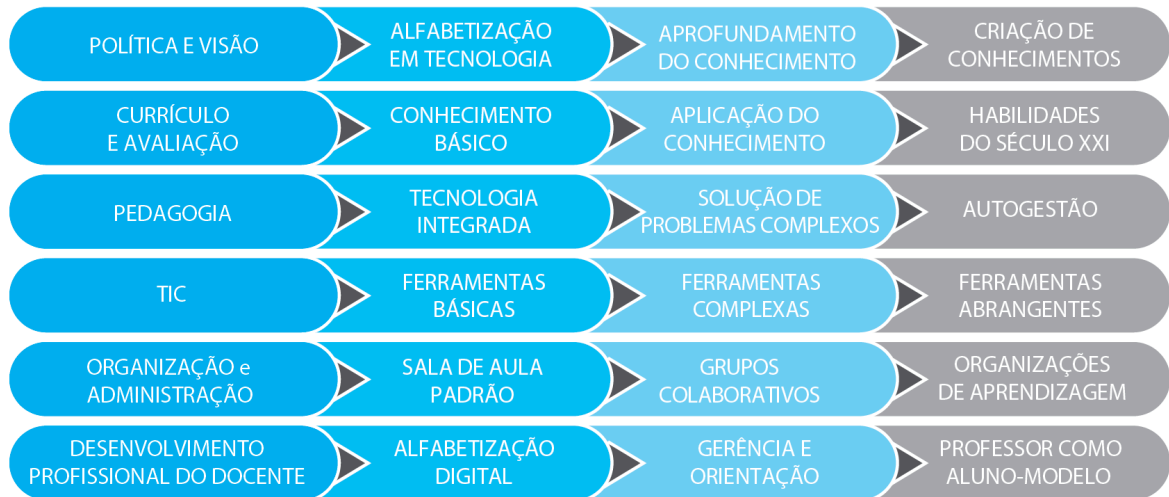 POLÍTICA E VISÃO
ALFABETIZAÇÃO
EM TECNOLOGIA
APROFUNDAMENTO
DO CONHECIMENTO
CRIAÇÃO DE
CONHECIMENTOS
CURRÍCULO
E AVALIAÇÃO
CONHECIMENTO
BÁSICO
APLICAÇÃO DO
CONHECIMENTO
HABILIDADES
DO SÉCULO XXI
PEDAGOGIA
TECNOLOGIA
INTEGRADA
SOLUÇÃO DE
PROBLEMAS COMPLEXOS
AUTOGESTÃO
TIC
FERRAMENTAS
BÁSICAS
FERRAMENTAS
COMPLEXAS
FERRAMENTAS
ABRANGENTES
ORGANIZAÇÃO e
ADMINISTRAÇÃO
SALA DE AULA
PADRÃO
GRUPOS
COLABORATIVOS
ORGANIZAÇÕES
DE APRENDIZAGEM
DESENVOLVIMENTO
PROFISSIONAL DO DOCENTE
ALFABETIZAÇÃO
DIGITAL
GERÊNCIA E
ORIENTAÇÃO
PROFESSOR COMO
ALUNO-MODELO